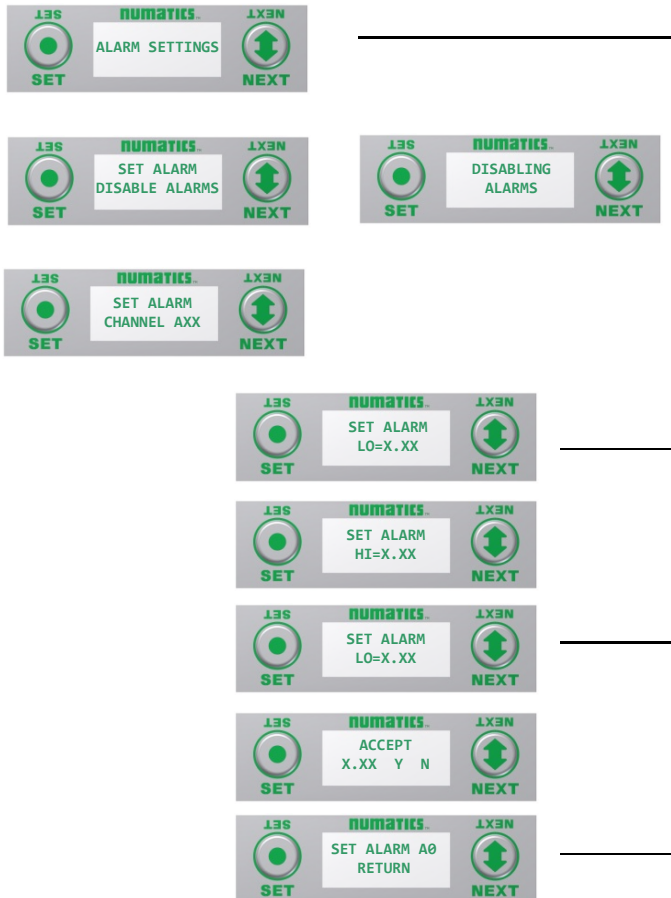 SET numatics NEXT
ALARM SETTINGS
SET NEXT
SET numatics NEXT
SET ALARM
DISABLE ALARMS
SET NEXT
SET numatics NEXT
DISABLING
ALARMS
SET NEXT
SET numatics NEXT
SET ALARM
CHANNEL AXX
SET NEXT
SET numatics NEXT
SET ALARM
LO=X.XX
SET NEXT
SET numatics NEXT
SET ALARM
HI=X.XX
SET NEXT
SET numatics NEXT
SET ALARM
LO=X.XX
SET NEXT
SET numatics NEXT
ACCEPT
X.XX Y N
SET NEXT
SET numatics NEXT
SET ALARM A0
RETURN
SET NEXT